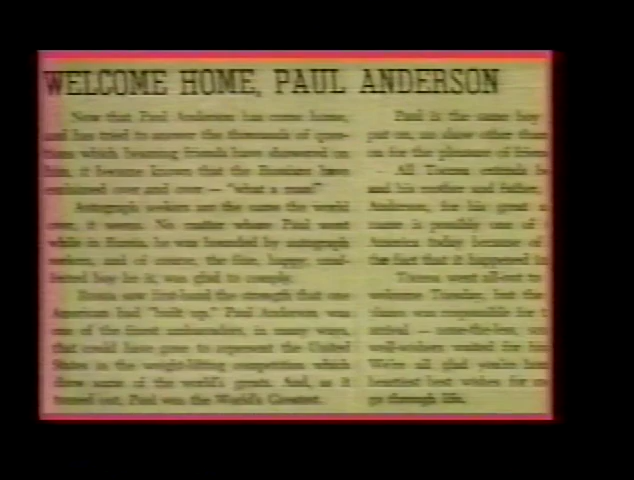 WELCOME HOME, PAUL ANDERSON
Now that Paul Anderson has come home,
and has tried to answer the thousands of ques-
tions which beaming friends have showered on
him, it became known that the Russians have
exclaimed over and over — "what a man!"
Autograph seekers are the same the world
over, it seems. No matter where Paul went
while in Russia, he was hounded by autograph
seekers, and of course, the fine, happy,
boy he is, was glad to comply.
Russia saw first-hand the strength that one
American had "built up." Paul Anderson was
one of the finest ambassadors, in many ways,
that could have gone to represent the United
States in the weight-lifting competition which
drew some of the world's greats. And, as it
turned out, Paul was the World's Greatest.
Paul is the same boy
put on, no show other than
on for the pleasure of
— All Toccoa extends
and his mother and father,
Anderson, for his great
name is possibly one of
America today because of
the fact that it happened
Toccoa went all-out to
welcome Tuesday, but the
was responsible for
arrival — none-the-less,
well-wishers waited for
We're all glad you're
heartiest best wishes for
go through life.